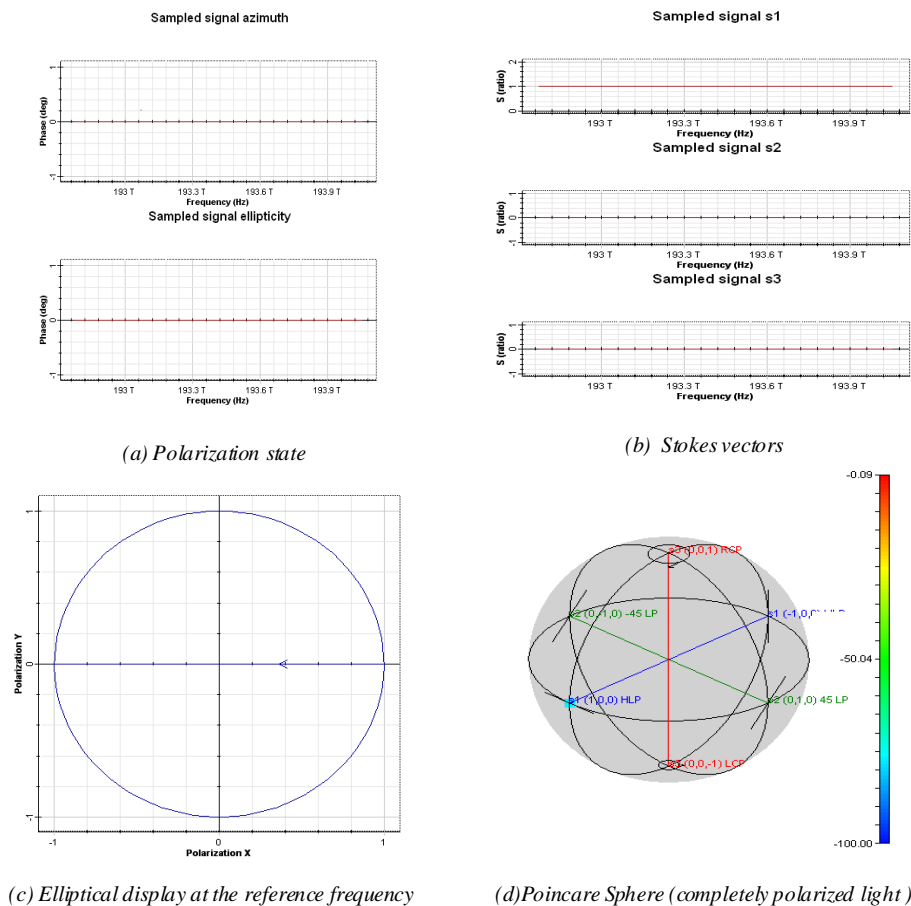 Sampled signal azimuth
Phase (deg)
1
0
-1
193 T 193.3 T 193.6 T 193.9 T
Frequency (Hz)
Sampled signal ellipticity
Phase (deg)
1
0
-1
193 T 193.3 T 193.6 T 193.9 T
Frequency (Hz)
(a) Polarization state
Sampled signal s1
S (ratio)
2
1
0
193 T 193.3 T 193.6 T 193.9 T
Frequency (Hz)
Sampled signal s2
S (ratio)
1
0
-1
193 T 193.3 T 193.6 T 193.9 T
Frequency (Hz)
Sampled signal s3
S (ratio)
1
0
-1
193 T 193.3 T 193.6 T 193.9 T
Frequency (Hz)
(b) Stokes vectors
Polarization Y
1
0
-1
-1 0 1
Polarization X
(c) Elliptical display at the reference frequency
s3 (0,0,1) RCP
s2 (0,-1,0) -45 LP
s1 (-1,0,0)
s1 (1,0,0) HLP
s2 (0,1,0) 45 LP
(0,0,-1) LCP
-0.09
-50.04
-100.00
(d)Poincare Sphere (completely polarized light )